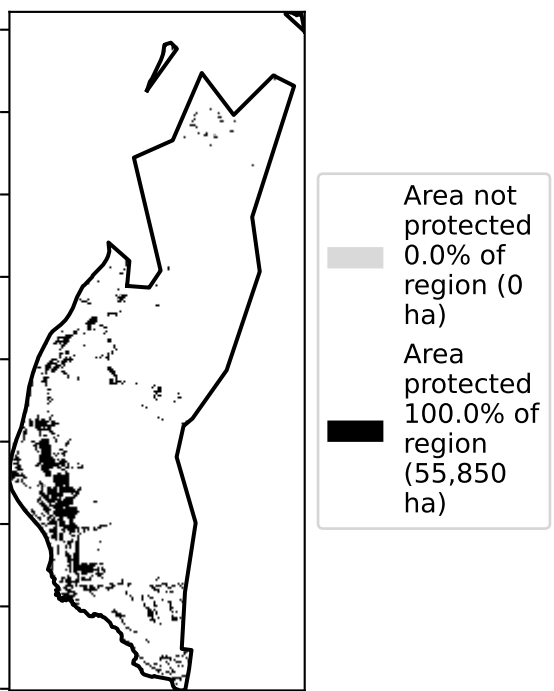 Area not
protected
0.0% of
region (0
ha)
Area
protected
100.0% of
region
(55,850
ha)